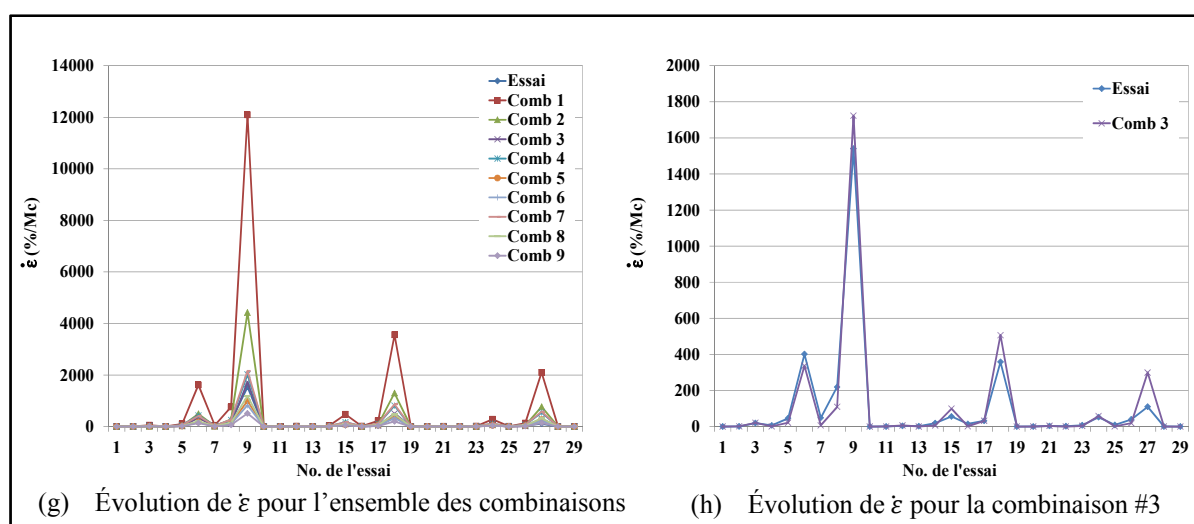 14000
12000
10000
8000
6000
4000
2000
0
ε̇ (%/Mc)
1 3 5 7 9 11 13 15 17 19 21 23 25 27 29
No. de l'essai
Essai
Comb 1
Comb 2
Comb 3
Comb 4
Comb 5
Comb 6
Comb 7
Comb 8
Comb 9
(g) Évolution de ε̇ pour l’ensemble des combinaisons
2000
1800
1600
1400
1200
1000
800
600
400
200
0
ε̇ (%/Mc)
1 3 5 7 9 11 13 15 17 19 21 23 25 27 29
No. de l'essai
Essai
Comb 3
(h) Évolution de ε̇ pour la combinaison #3